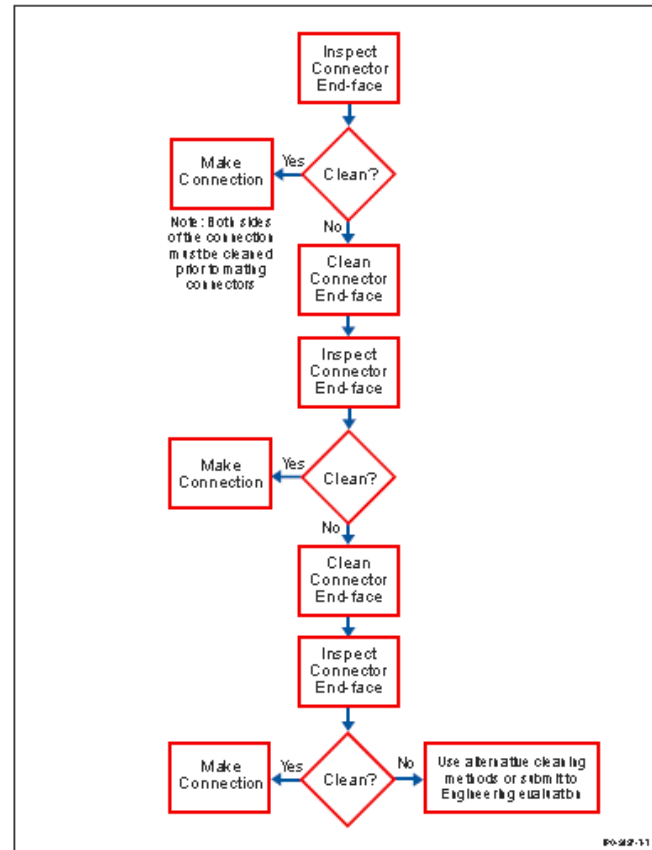 Inspect
Connector
End-face
Make
Connection
Yes
Clean?
Note: Both sides
of the connection
must be cleaned
prior to mating
connectors
No
Clean
Connector
End-face
Inspect
Connector
End-face
Make
Connection
Yes
Clean?
No
Clean
Connector
End-face
Inspect
Connector
End-face
Make
Connection
Yes
Clean?
No
Use alternative cleaning
methods or submit to
Engineering evaluation